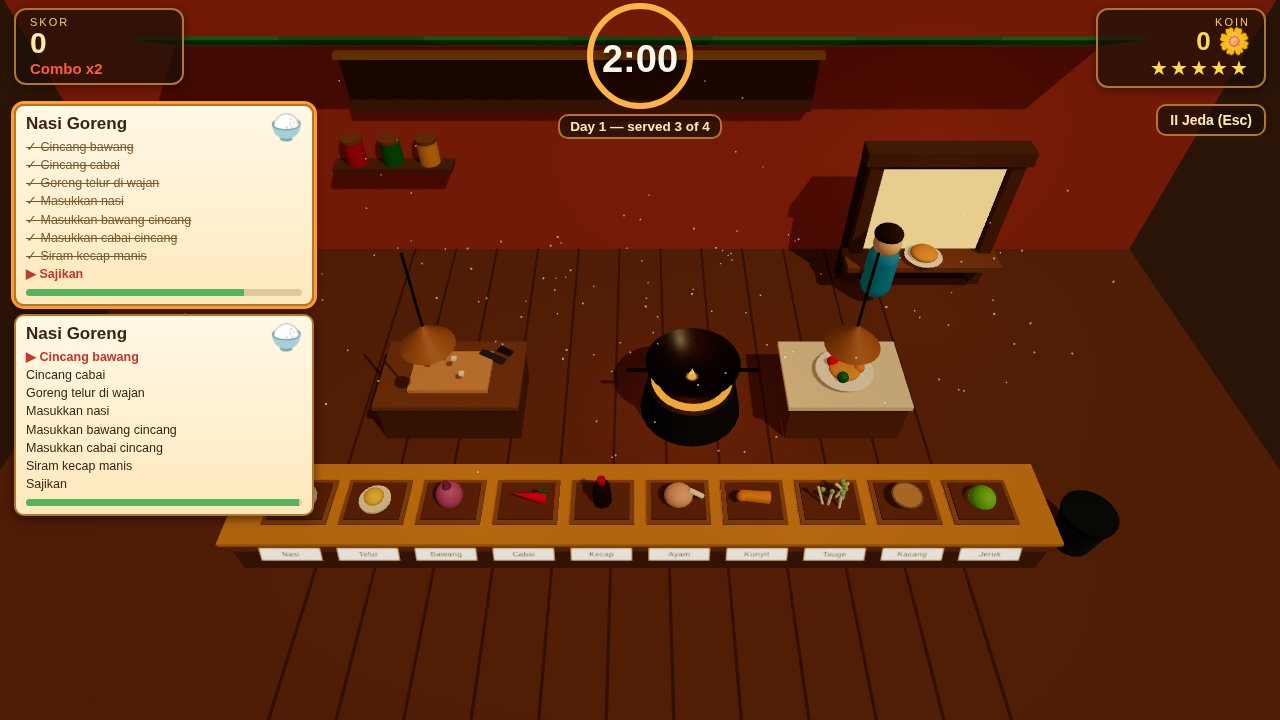 SKOR
0
Combo x2
2:00
Day 1 — served 3 of 4
KOIN
0
★★★★★
II Jeda (Esc)
Nasi Goreng
✓ Cincang bawang
✓ Cincang cabai
✓ Goreng telur di wajan
✓ Masukkan nasi
✓ Masukkan bawang cincang
✓ Masukkan cabai cincang
✓ Siram kecap manis
▶ Sajikan
Nasi Goreng
▶ Cincang bawang
Cincang cabai
Goreng telur di wajan
Masukkan nasi
Masukkan bawang cincang
Masukkan cabai cincang
Siram kecap manis
Sajikan
Nasi Telur Bawang Cabai Kecap Ayam Kunyit Tauge Kacang Jeruk